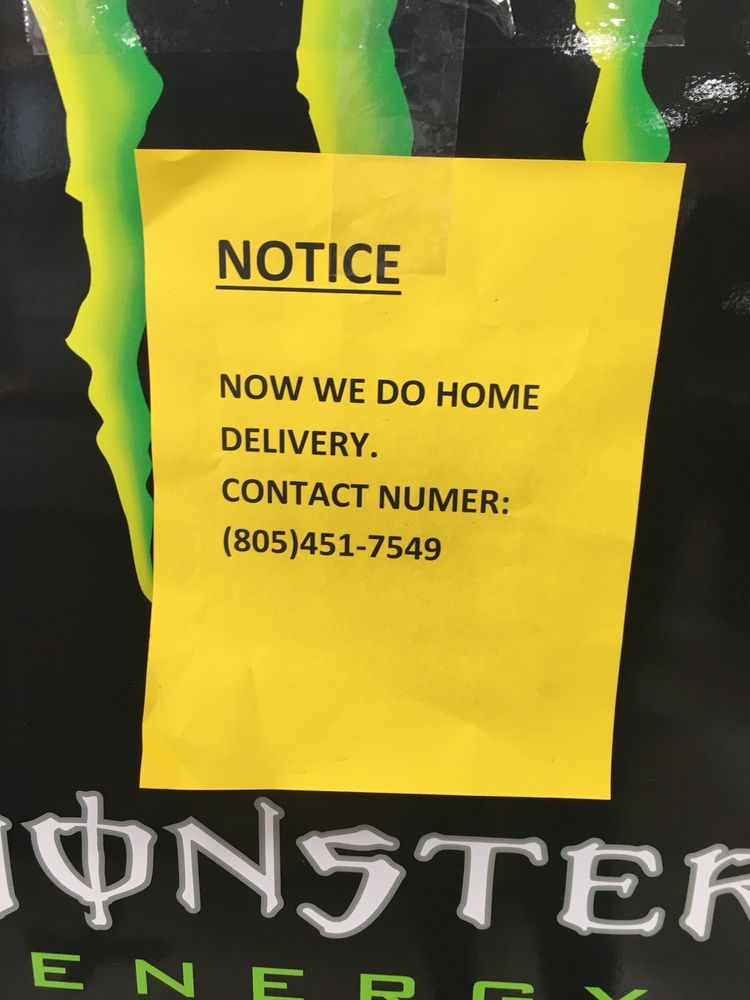 NOTICE
NOW WE DO HOME
DELIVERY.
CONTACT NUMER:
(805)451-7549
MONSTER
ENERGY